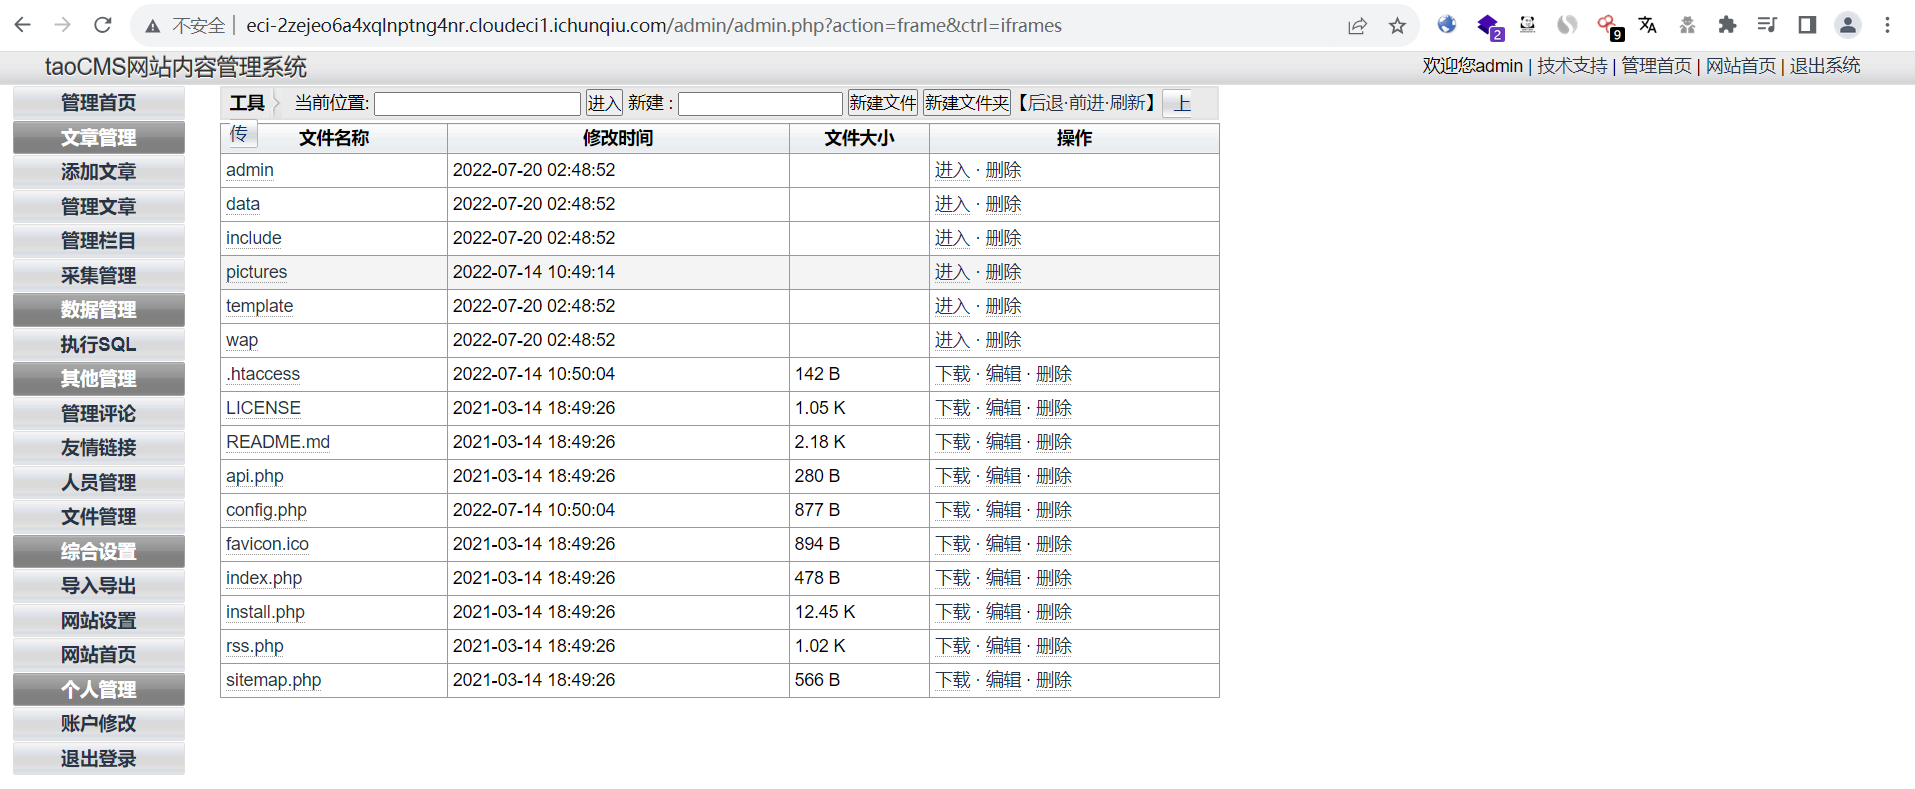 不安全 eci-2zejeo6a4xqlnptng4nr.cloudeci1.ichunqiu.com/admin/admin.php?action=frame&ctrl=iframes
2
9
taoCMS网站内容管理系统
欢迎您admin | 技术支持 | 管理首页 | 网站首页 | 退出系统
管理首页
文章管理
添加文章
管理文章
管理栏目
采集管理
数据管理
执行SQL
其他管理
管理评论
友情链接
人员管理
文件管理
综合设置
导入导出
网站设置
网站首页
个人管理
账户修改
退出登录
工具 当前位置: 进入 新建 : 新建文件 新建文件夹 【后退·前进·刷新】 上
传 文件名称 修改时间 文件大小 操作
admin 2022-07-20 02:48:52 进入 · 删除
data 2022-07-20 02:48:52 进入 · 删除
include 2022-07-20 02:48:52 进入 · 删除
pictures 2022-07-14 10:49:14 进入 · 删除
template 2022-07-20 02:48:52 进入 · 删除
wap 2022-07-20 02:48:52 进入 · 删除
.htaccess 2022-07-14 10:50:04 142 B 下载 · 编辑 · 删除
LICENSE 2021-03-14 18:49:26 1.05 K 下载 · 编辑 · 删除
README.md 2021-03-14 18:49:26 2.18 K 下载 · 编辑 · 删除
api.php 2021-03-14 18:49:26 280 B 下载 · 编辑 · 删除
config.php 2022-07-14 10:50:04 877 B 下载 · 编辑 · 删除
favicon.ico 2021-03-14 18:49:26 894 B 下载 · 编辑 · 删除
index.php 2021-03-14 18:49:26 478 B 下载 · 编辑 · 删除
install.php 2021-03-14 18:49:26 12.45 K 下载 · 编辑 · 删除
rss.php 2021-03-14 18:49:26 1.02 K 下载 · 编辑 · 删除
sitemap.php 2021-03-14 18:49:26 566 B 下载 · 编辑 · 删除